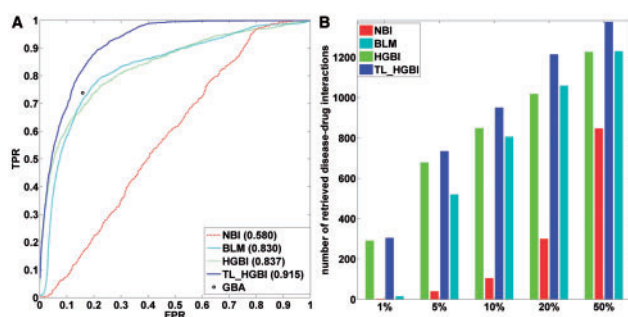 A
1
0.9
0.8
0.7
0.6
0.5
0.4
0.3
0.2
0.1
0
TPR
0
0.1
0.2
0.3
0.4
0.5
0.6
0.7
0.8
0.9
1
FPR
NBI (0.580)
BLM (0.830)
HGBI (0.837)
TL_HGBI (0.915)
GBA
B
number of retrieved disease-drug interactions
1200
1000
800
600
400
200
0
1%
5%
10%
20%
50%
NBI
BLM
HGBI
TL_HGBI